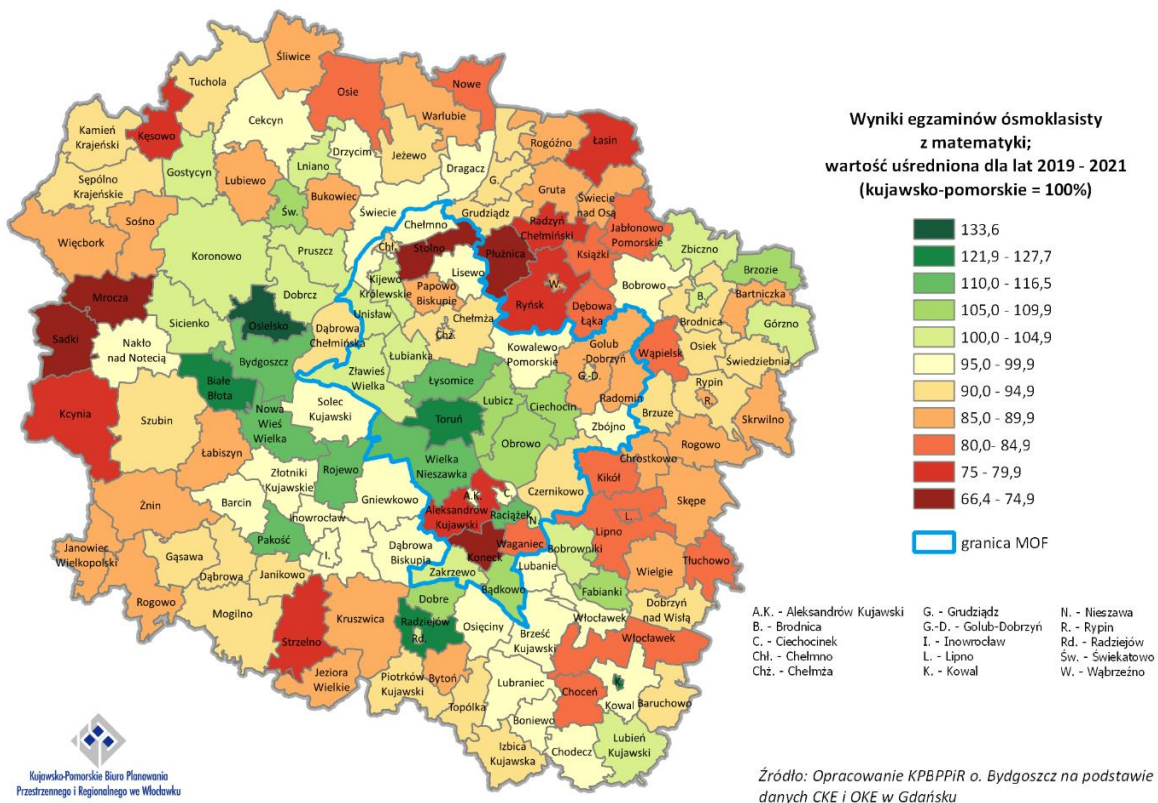 Śliwice
Tuchola
Osie
Nowe
Warlubie
Kamień
Krajeński
Kęsowo
Cekcyn
Łasin
Rogóźno
Drzycim
Jeżewo
Dragacz
G.
Gruta
Sępólno
Krajeńskie
Gostycyn
Lniano
Lubiewo
Św.
Bukowiec
Świecie
Grudziądz
Świecie
nad Osą
Sośno
Więcbork
Chełmno
Radzyń
Chełmiński
Jabłonowo
Pomorskie
Koronowo
Pruszcz
Chł.
Stolno
Płużnica
Książki
Zbiczno
Brzozie
Lisewo
Kijewo
Królewskie
Papowo
Biskupie
W.
Ryńsk
Bobrowo
B.
Bartniczka
Mrocza
Dobrcz
Unisław
Chełmża
Dębowa
Łąka
Brodnica
Górzno
Sicienko
Osielsko
Dąbrowa
Chełmińska
Chż.
Sadki
Nakło
nad Notecią
Bydgoszcz
Łubianka
Kowalewo
Pomorskie
Golub
-Dobrzyń
G.-D.
Wąpielsk
Osiek
Świedziebnia
Zławieś
Wielka
Łysomice
Rypin
R.
Białe
Błota
Radomin
Kcynia
Szubin
Nowa
Wieś
Wielka
Solec
Kujawski
Toruń
Lubicz
Ciechocin
Brzuze
Skrwilno
Zbójno
Obrowo
Łabiszyn
Wielka
Nieszawka
Rogowo
Rojewo
Chrostkowo
Złotniki
Kujawskie
Kikół
Czernikowo
Żnin
Barcin
Gniewkowo
A.K.
C.
Skępe
Aleksandrów
Kujawski
Raciążek
Inowrocław
N.
L.
Lipno
Pakość
I.
Waganiec
Janowiec
Wielkopolski
Gąsawa
Dąbrowa
Biskupia
Koneck
Bobrowniki
Tłuchowo
Lubanie
Dąbrowa
Janikowo
Zakrzewo
Wielgie
Bądkowo
Fabianki
Rogowo
Mogilno
Dobre
Dobrzyń
nad Wisłą
Strzelno
Kruszwica
Radziejów
Rd.
Osięciny
Włocławek
Brześć
Kujawski
Włocławek
Jeziora
Wielkie
Piotrków
Kujawski
Bytoń
Lubraniec
Choceń
K.
Kowal
Baruchowo
Topólka
Boniewo
Izbica
Kujawska
Chodecz
Lubień
Kujawski
Wyniki egzaminów ósmoklasisty
z matematyki;
wartość uśredniona dla lat 2019 - 2021
(kujawsko-pomorskie = 100%)
133,6
121,9 - 127,7
110,0 - 116,5
105,0 - 109,9
100,0 - 104,9
95,0 - 99,9
90,0 - 94,9
85,0 - 89,9
80,0- 84,9
75 - 79,9
66,4 - 74,9
granica MOF
A.K. - Aleksandrów Kujawski
B. - Brodnica
C. - Ciechocinek
Chł. - Chełmno
Chż. - Chełmża
G. - Grudziądz
G.-D. - Golub-Dobrzyń
I. - Inowrocław
L. - Lipno
K. - Kowal
N. - Nieszawa
R. - Rypin
Rd. - Radziejów
Św. - Świekatowo
W. - Wąbrzeźno
Kujawsko-Pomorskie Biuro Planowania
Przestrzennego i Regionalnego we Włocławku
Źródło: Opracowanie KPBPPiR o. Bydgoszcz na podstawie
danych CKE i OKE w Gdańsku